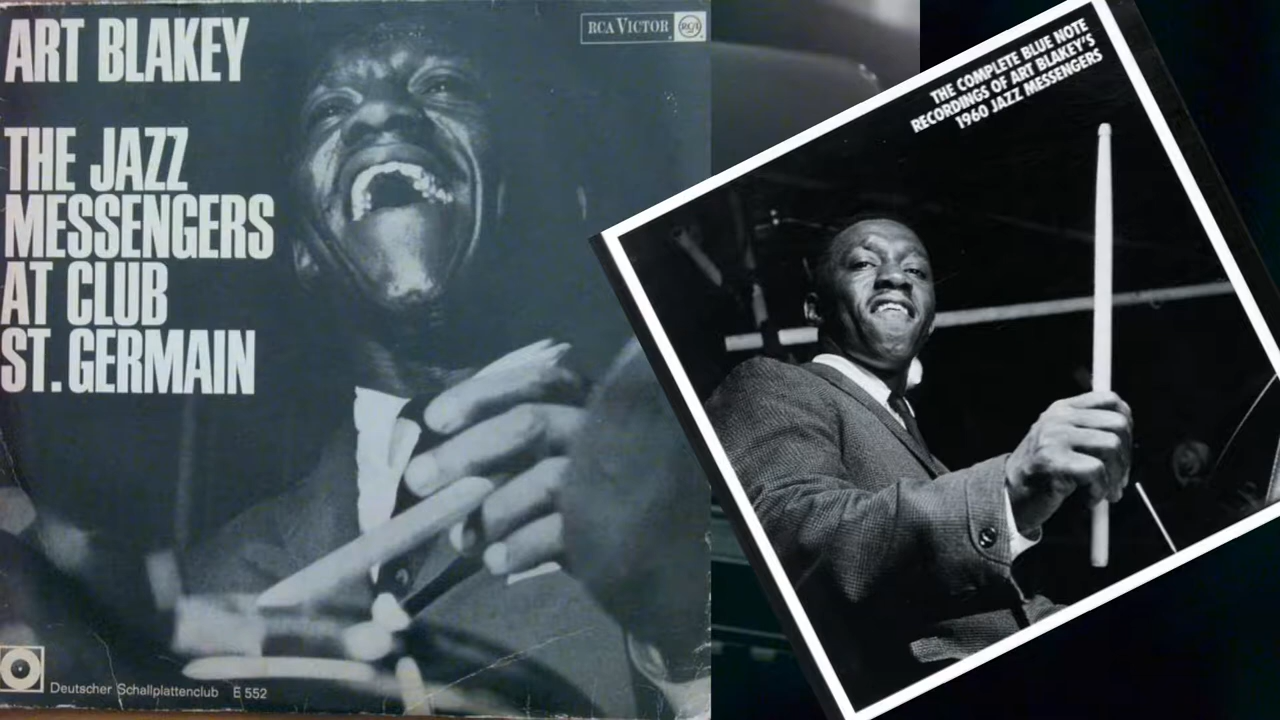 ART BLAKEY
THE JAZZ
MESSENGERS
AT CLUB
ST. GERMAIN
RCA VICTOR
RCA
Deutscher Schallplattenclub E 552
THE COMPLETE BLUE NOTE
RECORDINGS OF ART BLAKEY'S
1960 JAZZ MESSENGERS